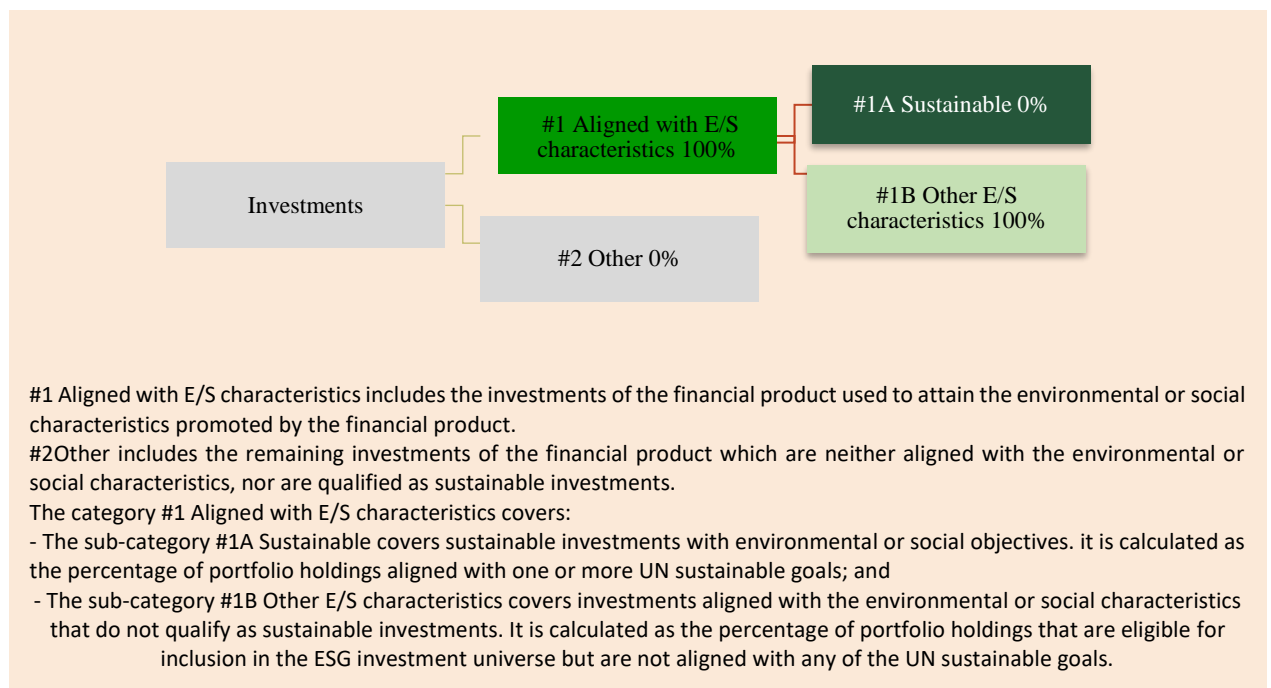 #1A Sustainable 0%
#1 Aligned with E/S
characteristics 100%
#1B Other E/S
characteristics 100%
Investments
#2 Other 0%
#1 Aligned with E/S characteristics includes the investments of the financial product used to attain the environmental or social
characteristics promoted by the financial product.
#2Other includes the remaining investments of the financial product which are neither aligned with the environmental or
social characteristics, nor are qualified as sustainable investments.
The category #1 Aligned with E/S characteristics covers:
- The sub-category #1A Sustainable covers sustainable investments with environmental or social objectives. it is calculated as
the percentage of portfolio holdings aligned with one or more UN sustainable goals; and
- The sub-category #1B Other E/S characteristics covers investments aligned with the environmental or social characteristics
that do not qualify as sustainable investments. It is calculated as the percentage of portfolio holdings that are eligible for
inclusion in the ESG investment universe but are not aligned with any of the UN sustainable goals.